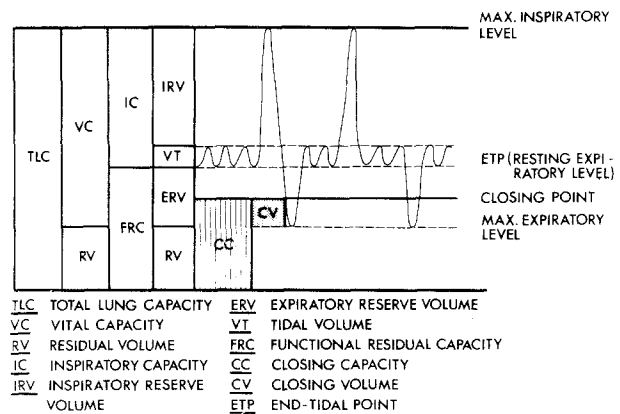 MAX. INSPIRATORY
LEVEL
IRV
IC
VC
TLC
VT
ETP (RESTING EXPI-
RATORY LEVEL)
ERV
CLOSING POINT
CV
MAX. EXPIRATORY
LEVEL
FRC
CC
RV
RV
TLC TOTAL LUNG CAPACITY
VC VITAL CAPACITY
RV RESIDUAL VOLUME
IC INSPIRATORY CAPACITY
IRV INSPIRATORY RESERVE
VOLUME
ERV EXPIRATORY RESERVE VOLUME
VT TIDAL VOLUME
FRC FUNCTIONAL RESIDUAL CAPACITY
CC CLOSING CAPACITY
CV CLOSING VOLUME
ETP END-TIDAL POINT